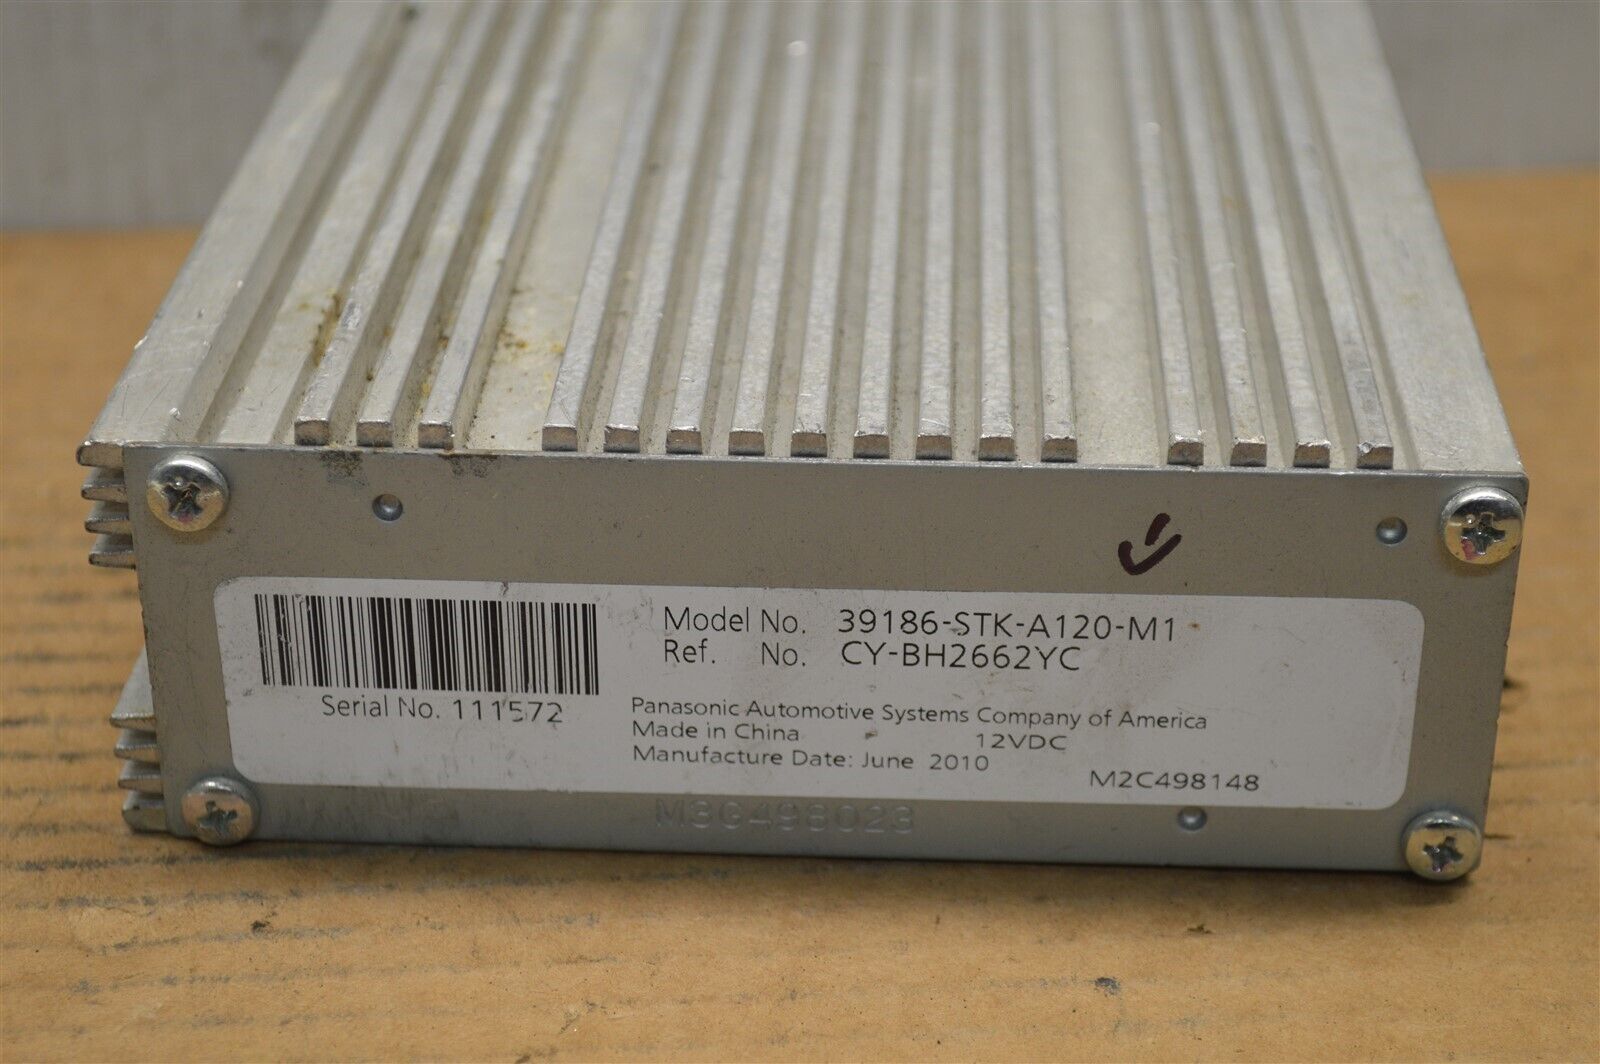 Model No. 39186-STK-A120-M1
Ref. No. CY-BH2662YC
Serial No. 111572
Panasonic Automotive Systems Company of America
Made in China 12VDC
Manufacture Date: June 2010
M2C498148
M3G498023